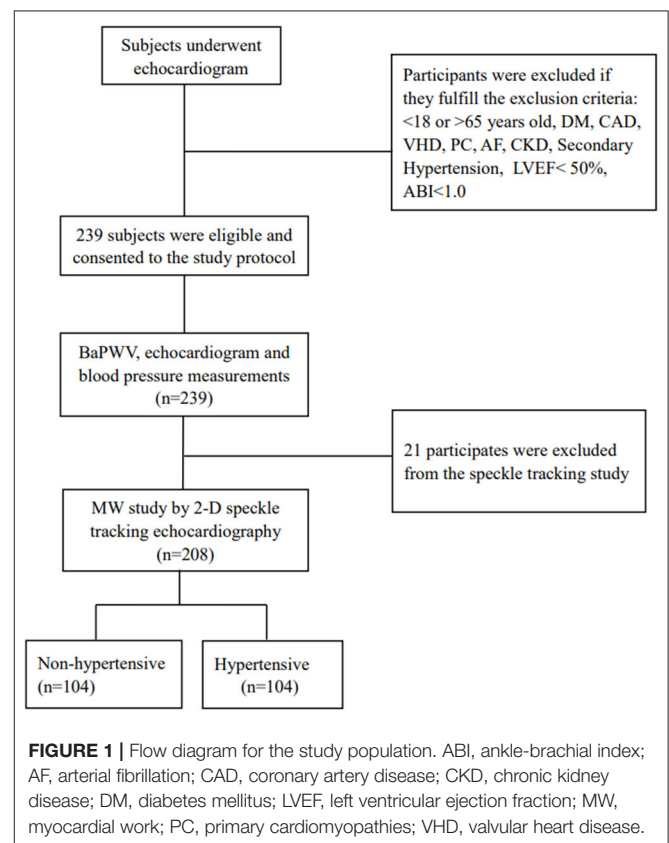 Subjects underwent
echocardiogram
Participants were excluded if
they fulfill the exclusion criteria:
<18 or >65 years old, DM, CAD,
VHD, PC, AF, CKD, Secondary
Hypertension, LVEF< 50%,
ABI<1.0
239 subjects were eligible and
consented to the study protocol
BaPWV, echocardiogram and
blood pressure measurements
(n=239)
21 participates were excluded
from the speckle tracking study
MW study by 2-D speckle
tracking echocardiography
(n=208)
Non-hypertensive
(n=104)
Hypertensive
(n=104)
FIGURE 1 | Flow diagram for the study population. ABI, ankle-brachial index;
AF, arterial fibrillation; CAD, coronary artery disease; CKD, chronic kidney
disease; DM, diabetes mellitus; LVEF, left ventricular ejection fraction; MW,
myocardial work; PC, primary cardiomyopathies; VHD, valvular heart disease.